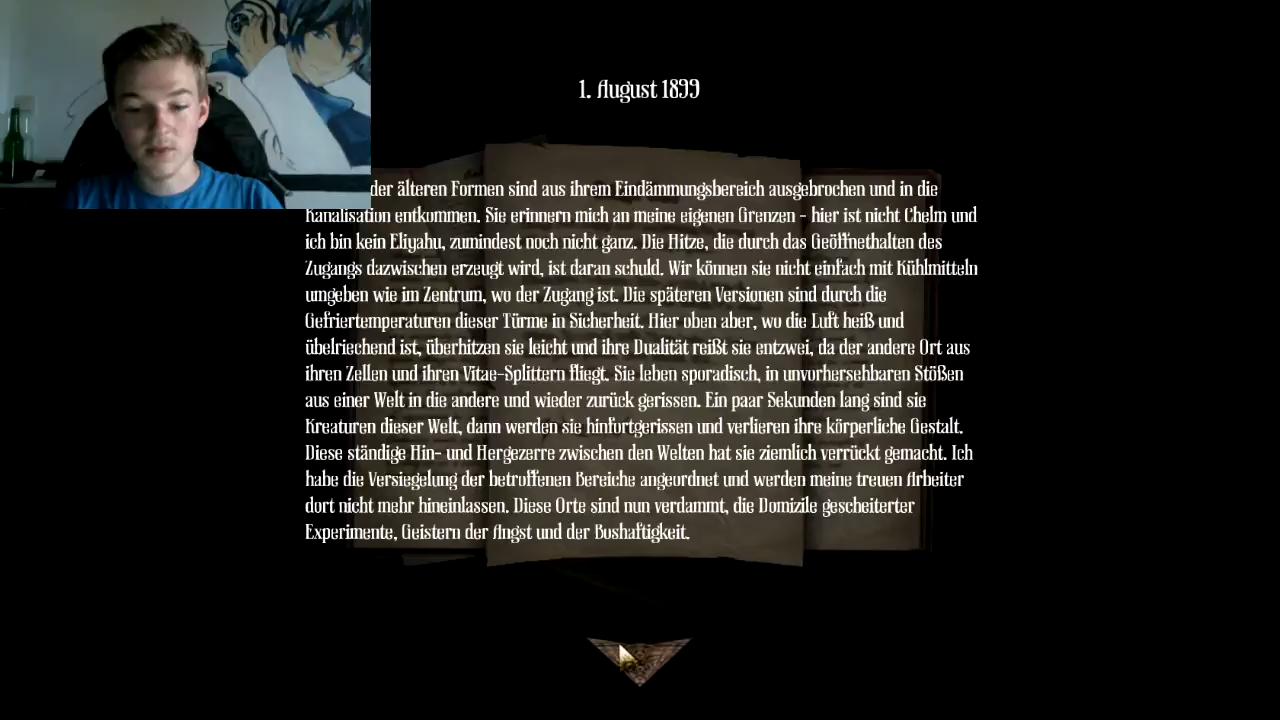 1. August 1899
der älteren Formen sind aus ihrem Eindämmungsbereich ausgebrochen und in die
Kanalisation entkommen. Sie erinnern mich an meine eigenen Grenzen - hier ist nicht Chelm und
ich bin kein Eliyahu, zumindest noch nicht ganz. Die Hitze, die durch das Geöffnethalten des
Zugangs dazwischen erzeugt wird, ist daran schuld. Wir können sie nicht einfach mit Kühlmitteln
umgeben wie im Zentrum, wo der Zugang ist. Die späteren Versionen sind durch die
Gefriertemperaturen dieser Türme in Sicherheit. Hier oben aber, wo die Luft heiß und
übelriechend ist, überhitzen sie leicht und ihre Dualität reißt sie entzwei, da der andere Ort aus
ihren Zellen und ihren Vitae-Splittern fliegt. Sie leben sporadisch, in unvorhersehbaren Stößen
aus einer Welt in die andere und wieder zurück gerissen. Ein paar Sekunden lang sind sie
Kreaturen dieser Welt, dann werden sie hinfortgerissen und verlieren ihre körperliche Gestalt.
Diese ständige Hin- und Hergezerre zwischen den Welten hat sie ziemlich verrückt gemacht. Ich
habe die Versiegelung der betroffenen Bereiche angeordnet und werden meine treuen Arbeiter
dort nicht mehr hineinlassen. Diese Orte sind nun verdammt, die Domizile gescheiterter
Experimente, Geistern der Angst und der Boshaftigkeit.